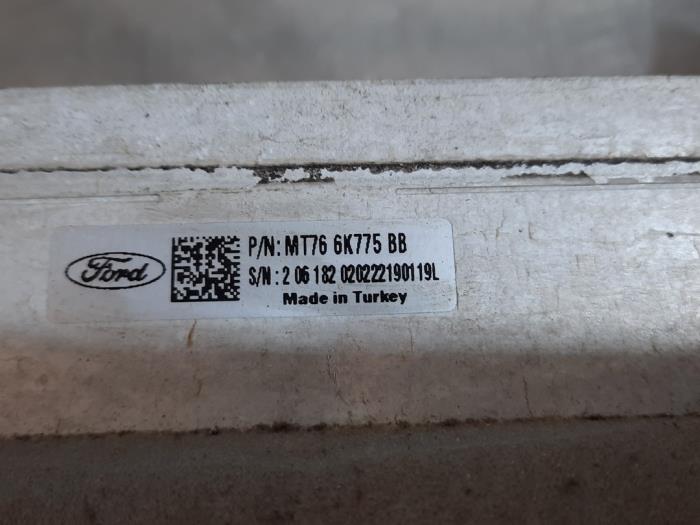 Ford
P/N: MT76 6K775 BB
S/N : 2 06 182 020222190119L
Made in Turkey